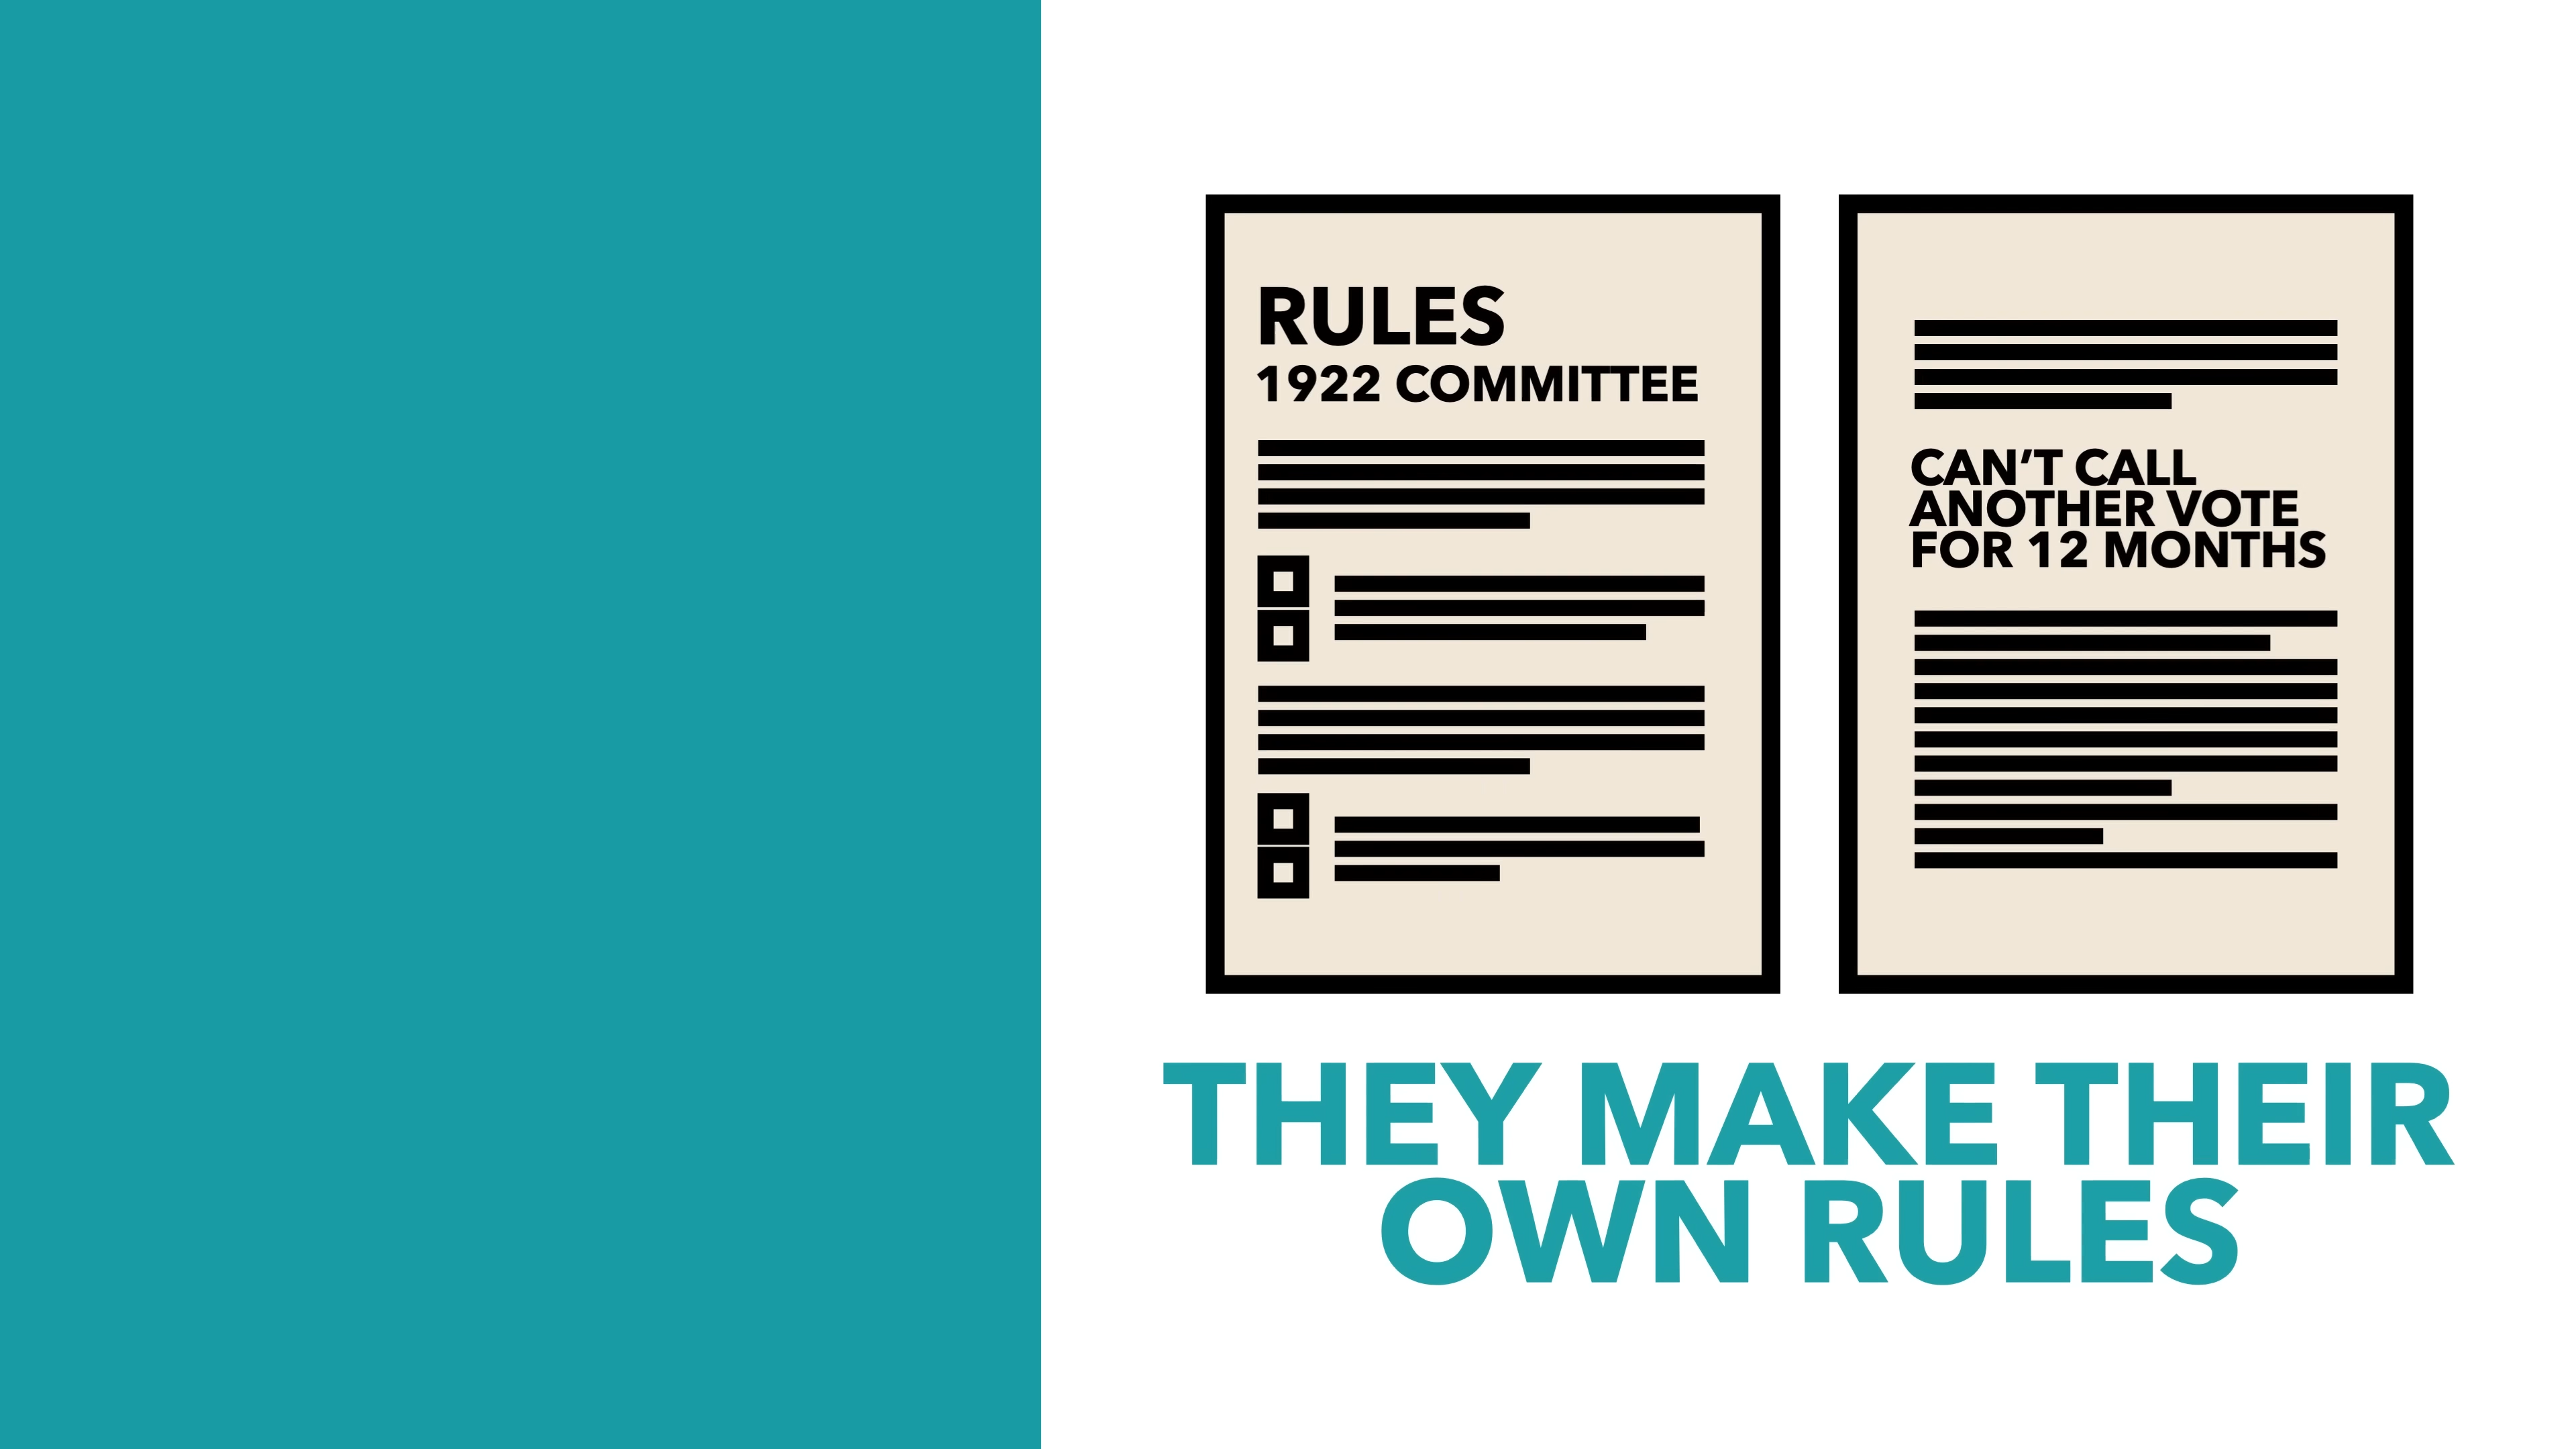 RULES
1922 COMMITTEE
CAN’T CALL
ANOTHER VOTE
FOR 12 MONTHS
THEY MAKE THEIR
OWN RULES